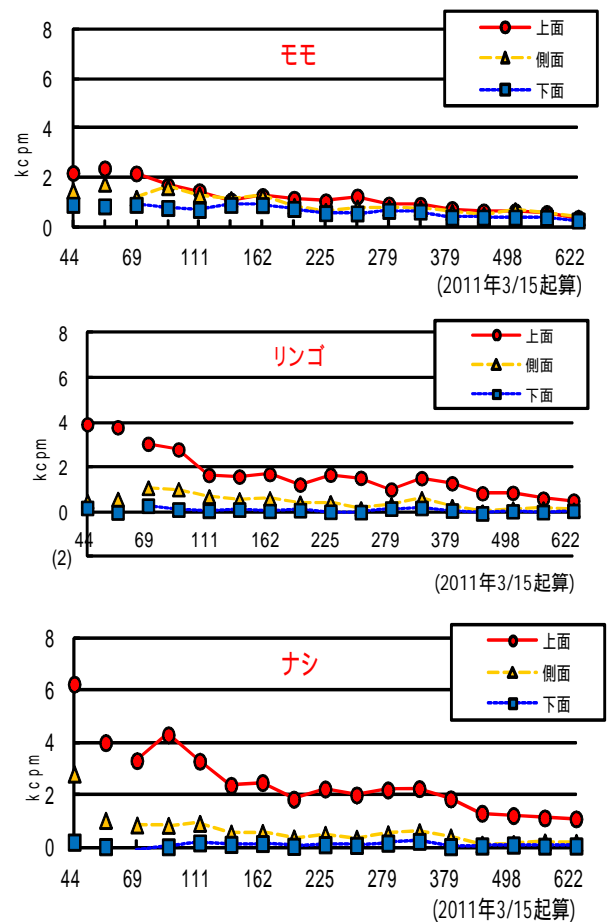 モモ
上面
側面
下面
kcpm
8
6
4
2
0
44 69 111 162 225 279 379 498 622
(2011年3/15起算)
リンゴ
上面
側面
下面
kcpm
8
6
4
2
0
(2)
44 69 111 162 225 279 379 498 622
(2011年3/15起算)
ナシ
上面
側面
下面
kcpm
8
6
4
2
0
44 69 111 162 225 279 379 498 622
(2011年3/15起算)